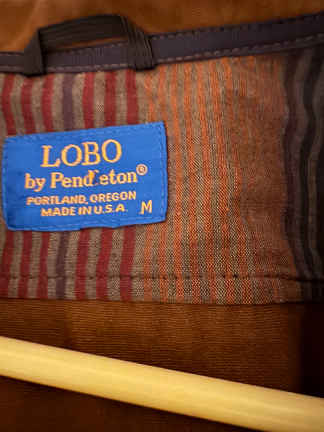 LOBO
by Pendleton®
PORTLAND, OREGON
MADE IN U.S.A. M